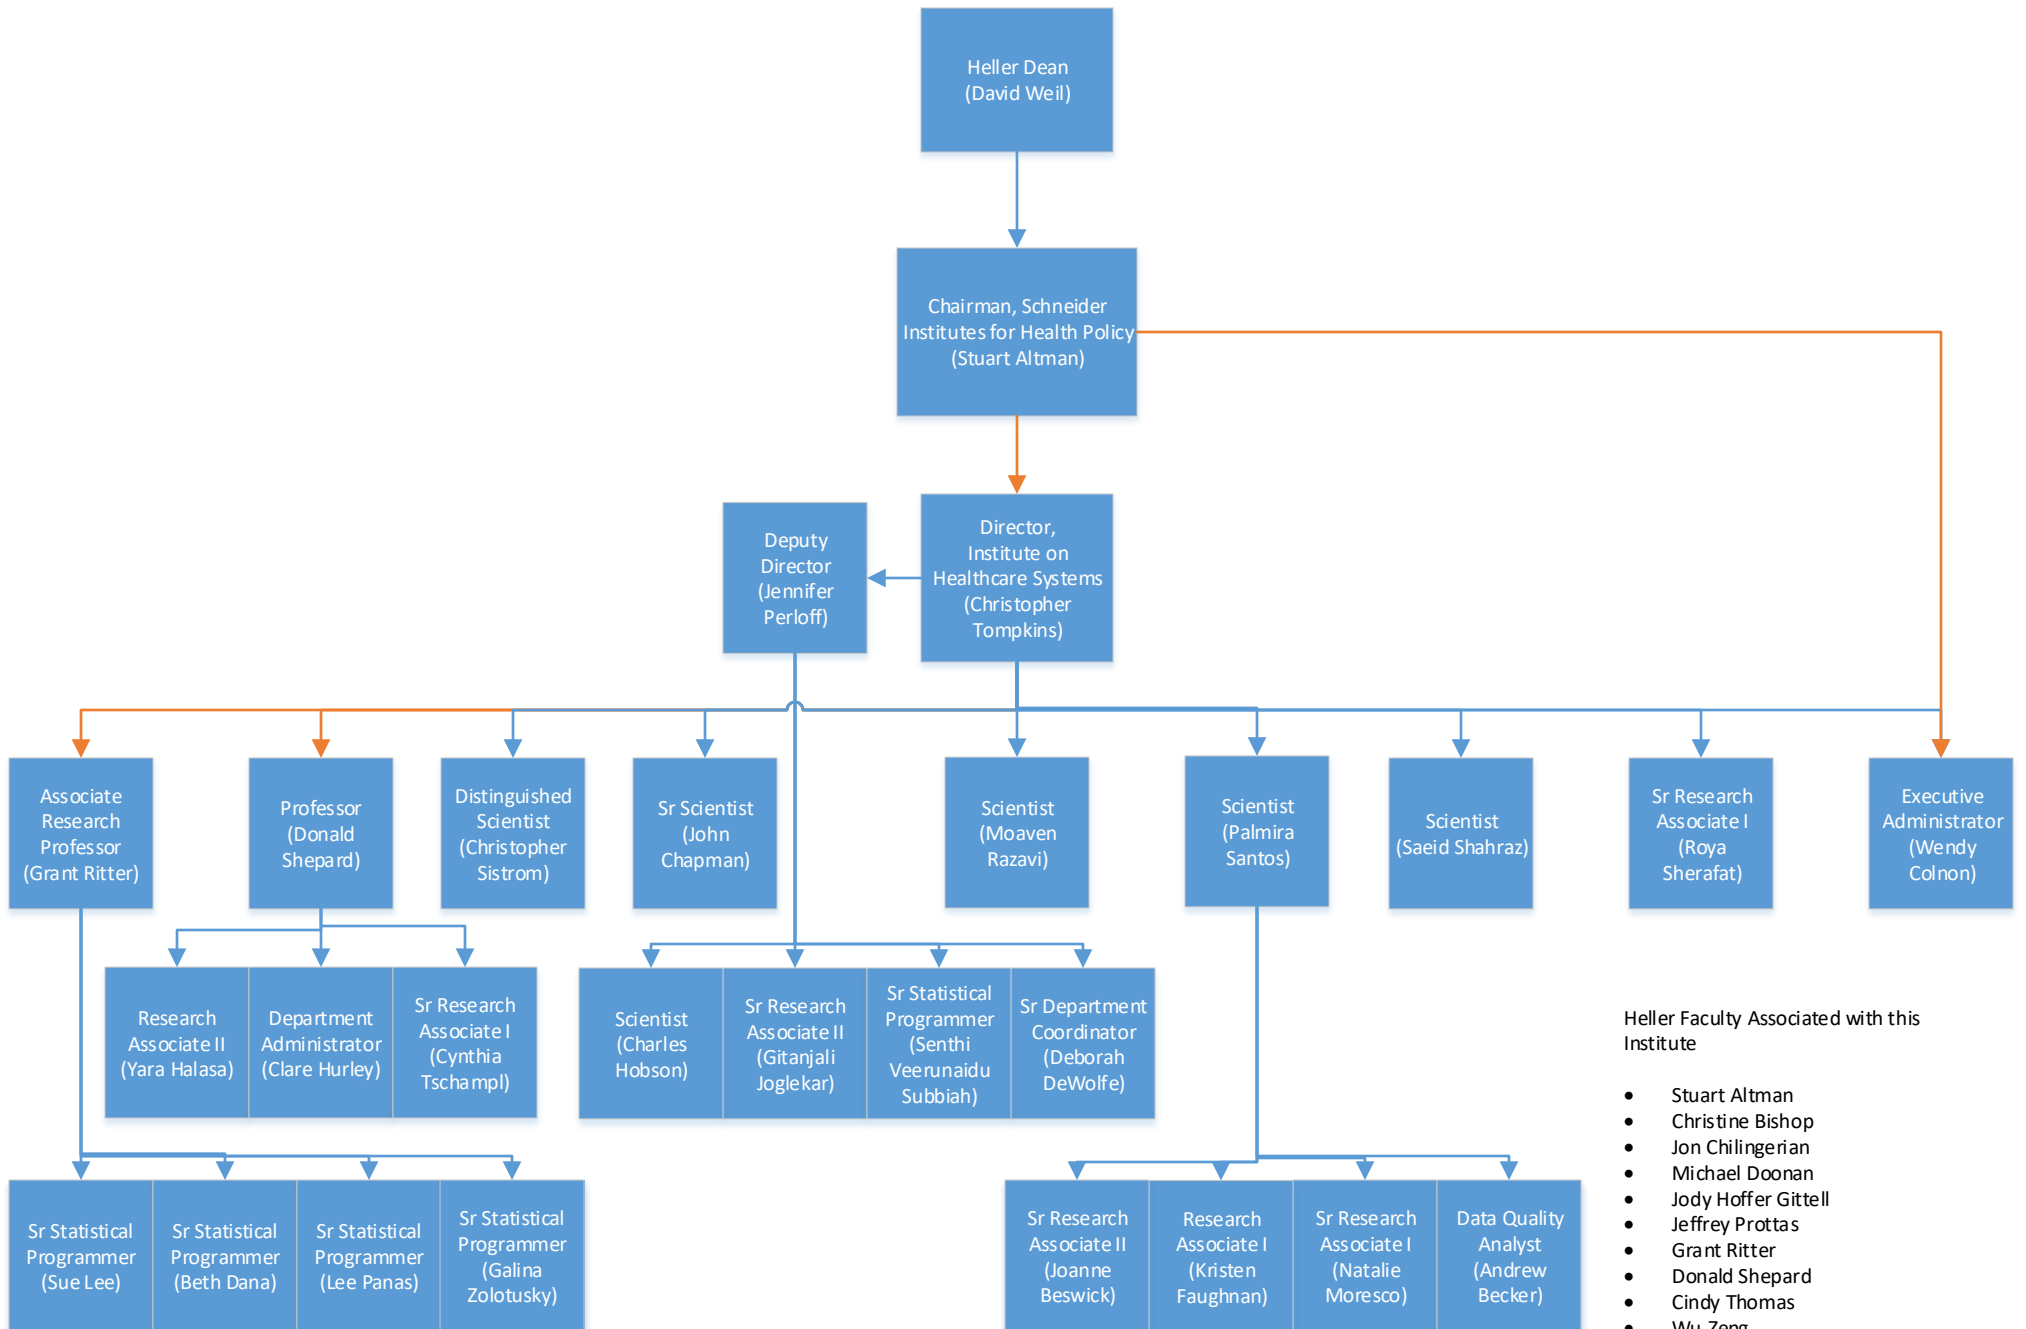 Heller Dean
(David Weil)
Chairman, Schneider
Institutes for Health Policy
(Stuart Altman)
Deputy
Director
(Jennifer
Perloff)
Director,
Institute on
Healthcare Systems
(Christopher
Tompkins)
Associate
Research
Professor
(Grant Ritter)
Professor
(Donald
Shepard)
Distinguished
Scientist
(Christopher
Sistrom)
Sr Scientist
(John
Chapman)
Scientist
(Moaven
Razavi)
Scientist
(Palmira
Santos)
Scientist
(Saeid Shahraz)
Sr Research
Associate I
(Roya
Sherafat)
Executive
Administrator
(Wendy
Colnon)
Research
Associate II
(Yara Halasa)
Department
Administrator
(Clare Hurley)
Sr Research
Associate I
(Cynthia
Tschampl)
Scientist
(Charles
Hobson)
Sr Research
Associate II
(Gitanjali
Joglekar)
Sr Statistical
Programmer
(Senthi
Veerunaidu
Subbiah)
Sr Department
Coordinator
(Deborah
DeWolfe)
Sr Statistical
Programmer
(Sue Lee)
Sr Statistical
Programmer
(Beth Dana)
Sr Statistical
Programmer
(Lee Panas)
Sr Statistical
Programmer
(Galina
Zolotusky)
Sr Research
Associate II
(Joanne
Beswick)
Research
Associate I
(Kristen
Faughnan)
Sr Research
Associate I
(Natalie
Moresco)
Data Quality
Analyst
(Andrew
Becker)
Heller Faculty Associated with this
Institute
• Stuart Altman
• Christine Bishop
• Jon Chilingerian
• Michael Doonan
• Jody Hoffer Gittell
• Jeffrey Prottas
• Grant Ritter
• Donald Shepard
• Cindy Thomas
• Wu Zeng